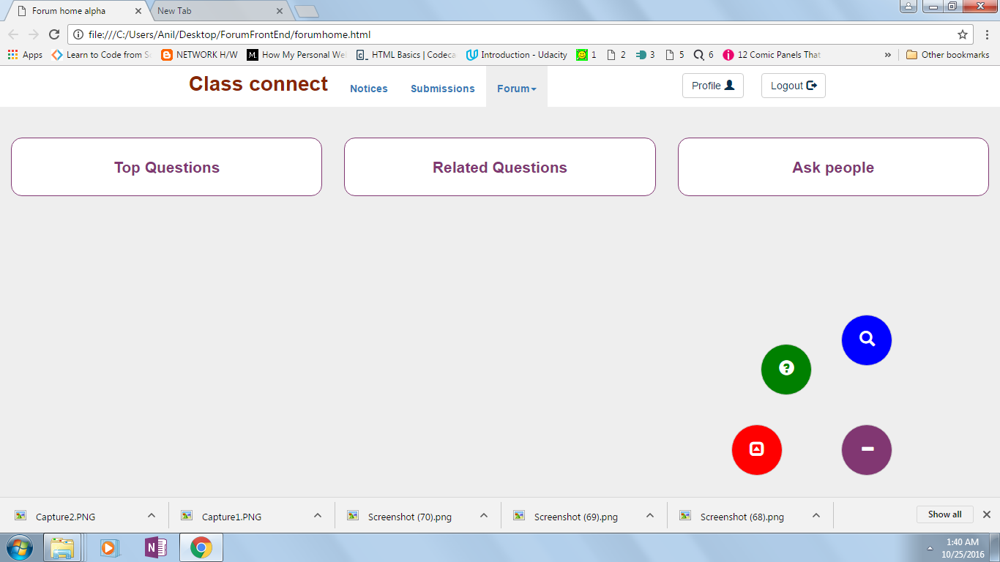 Forum home alpha
New Tab
file:///C:/Users/Anil/Desktop/ForumFrontEnd/forumhome.html
Apps
Learn to Code from
NETWORK H/W
How My Personal
HTML Basics |
Introduction - Udacity
1
2
3
5
6
12 Comic Panels That
»
Other bookmarks
Class connect
Notices
Submissions
Forum
Profile
Logout
Top Questions
Related Questions
Ask people
Capture2.PNG
Capture1.PNG
Screenshot (70).png
Screenshot (69).png
Screenshot (68).png
Show all
1:40 AM
10/25/2016